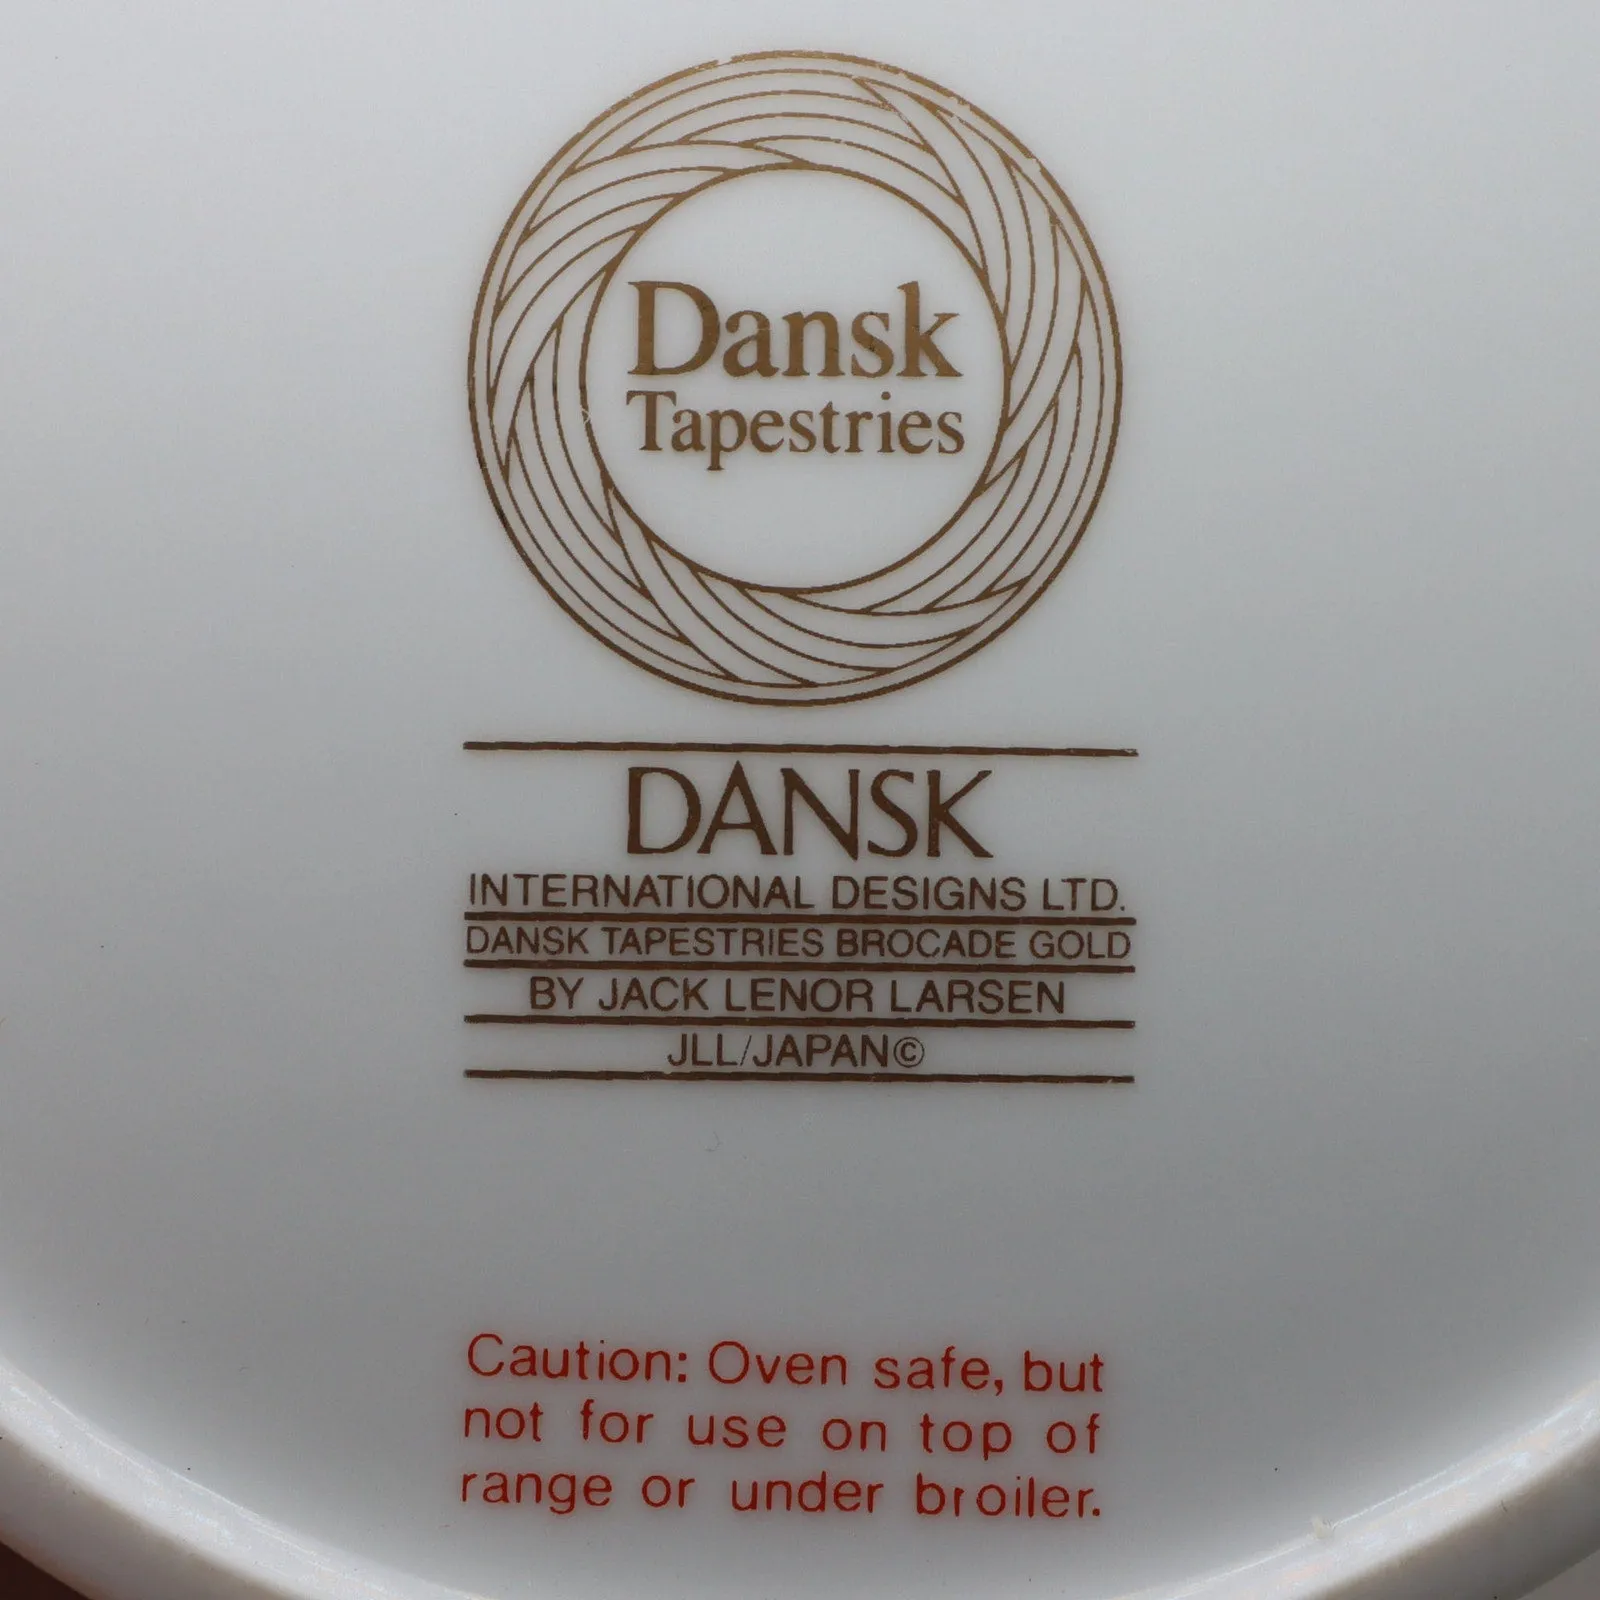 Dansk
Tapestries
DANSK
INTERNATIONAL DESIGNS LTD.
DANSK TAPESTRIES BROCADE GOLD
BY JACK LENOR LARSEN
JLL/JAPAN©
Caution: Oven safe, but
not for use on top of
range or under broiler.